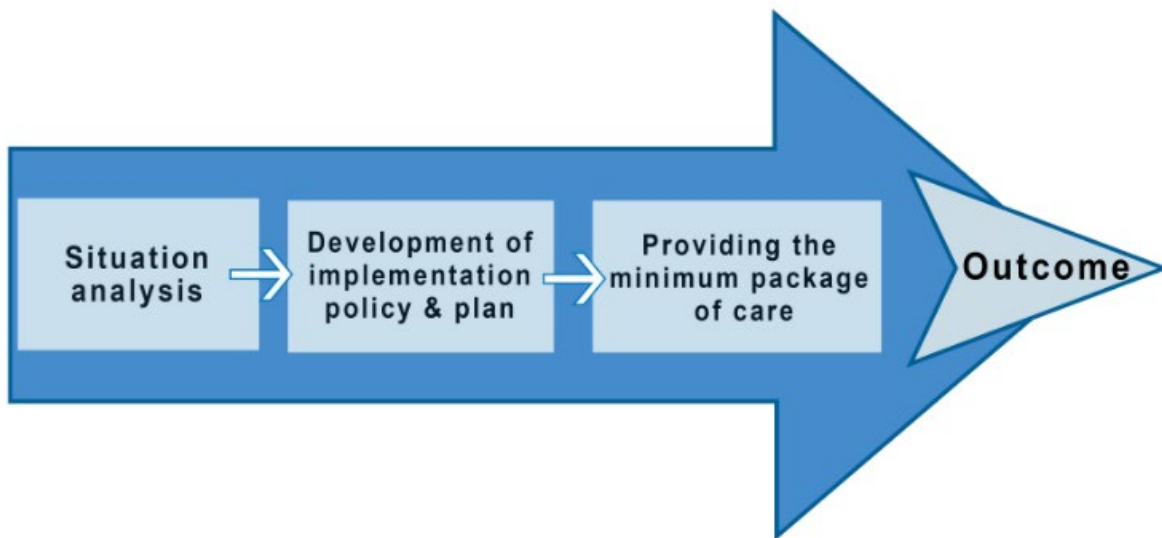 Situation
analysis
Development of
implementation
policy & plan
Providing the
minimum package
of care
Outcome